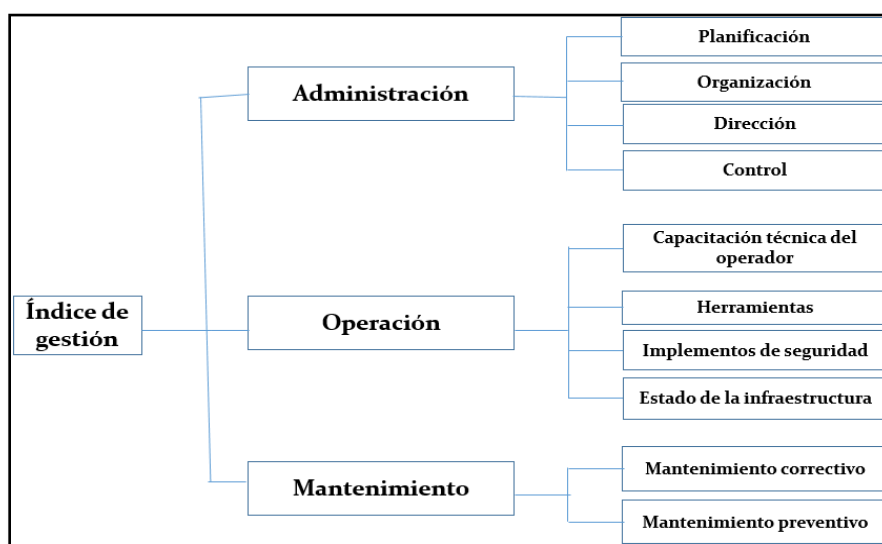 Índice de
gestión
Administración
Planificación
Organización
Dirección
Control
Operación
Capacitación técnica del
operador
Herramientas
Implementos de seguridad
Estado de la infraestructura
Mantenimiento
Mantenimiento correctivo
Mantenimiento preventivo